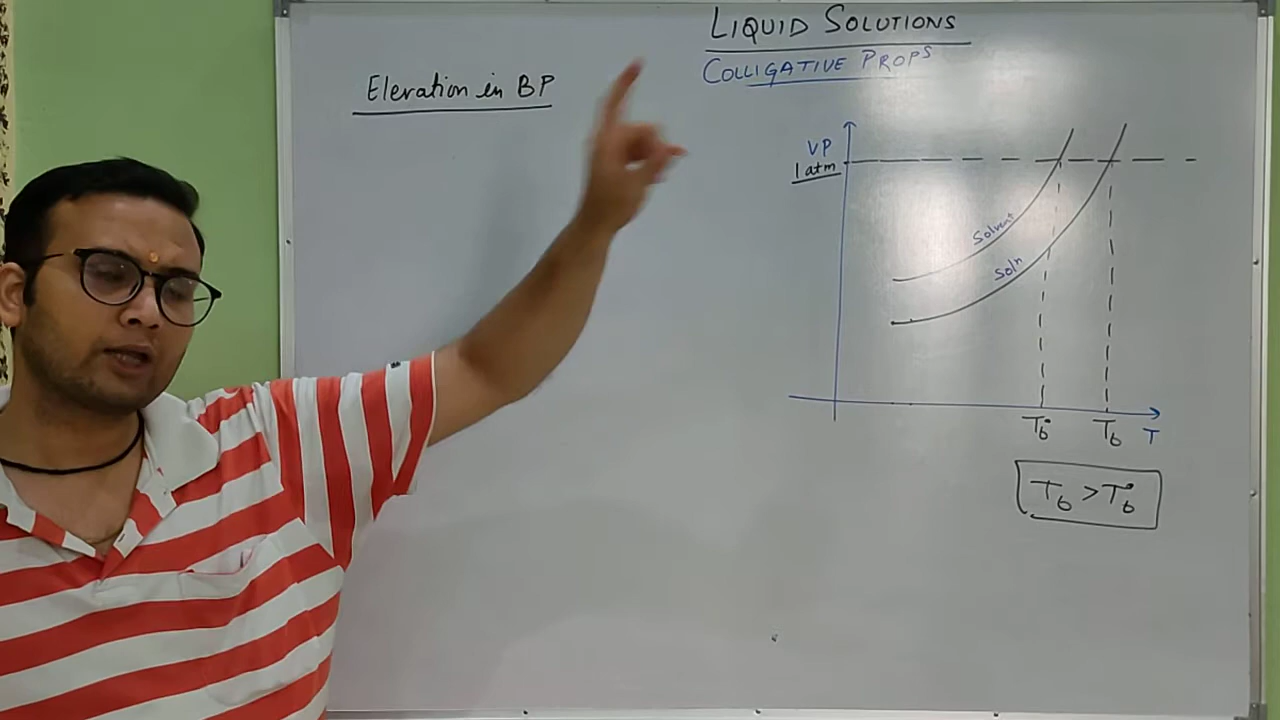 LIQUID SOLUTIONS
COLLIGATIVE PROPS
Elevation in BP
VP
1 atm
Solvent
Soln
T°b
Tb
T
Tb > T°b